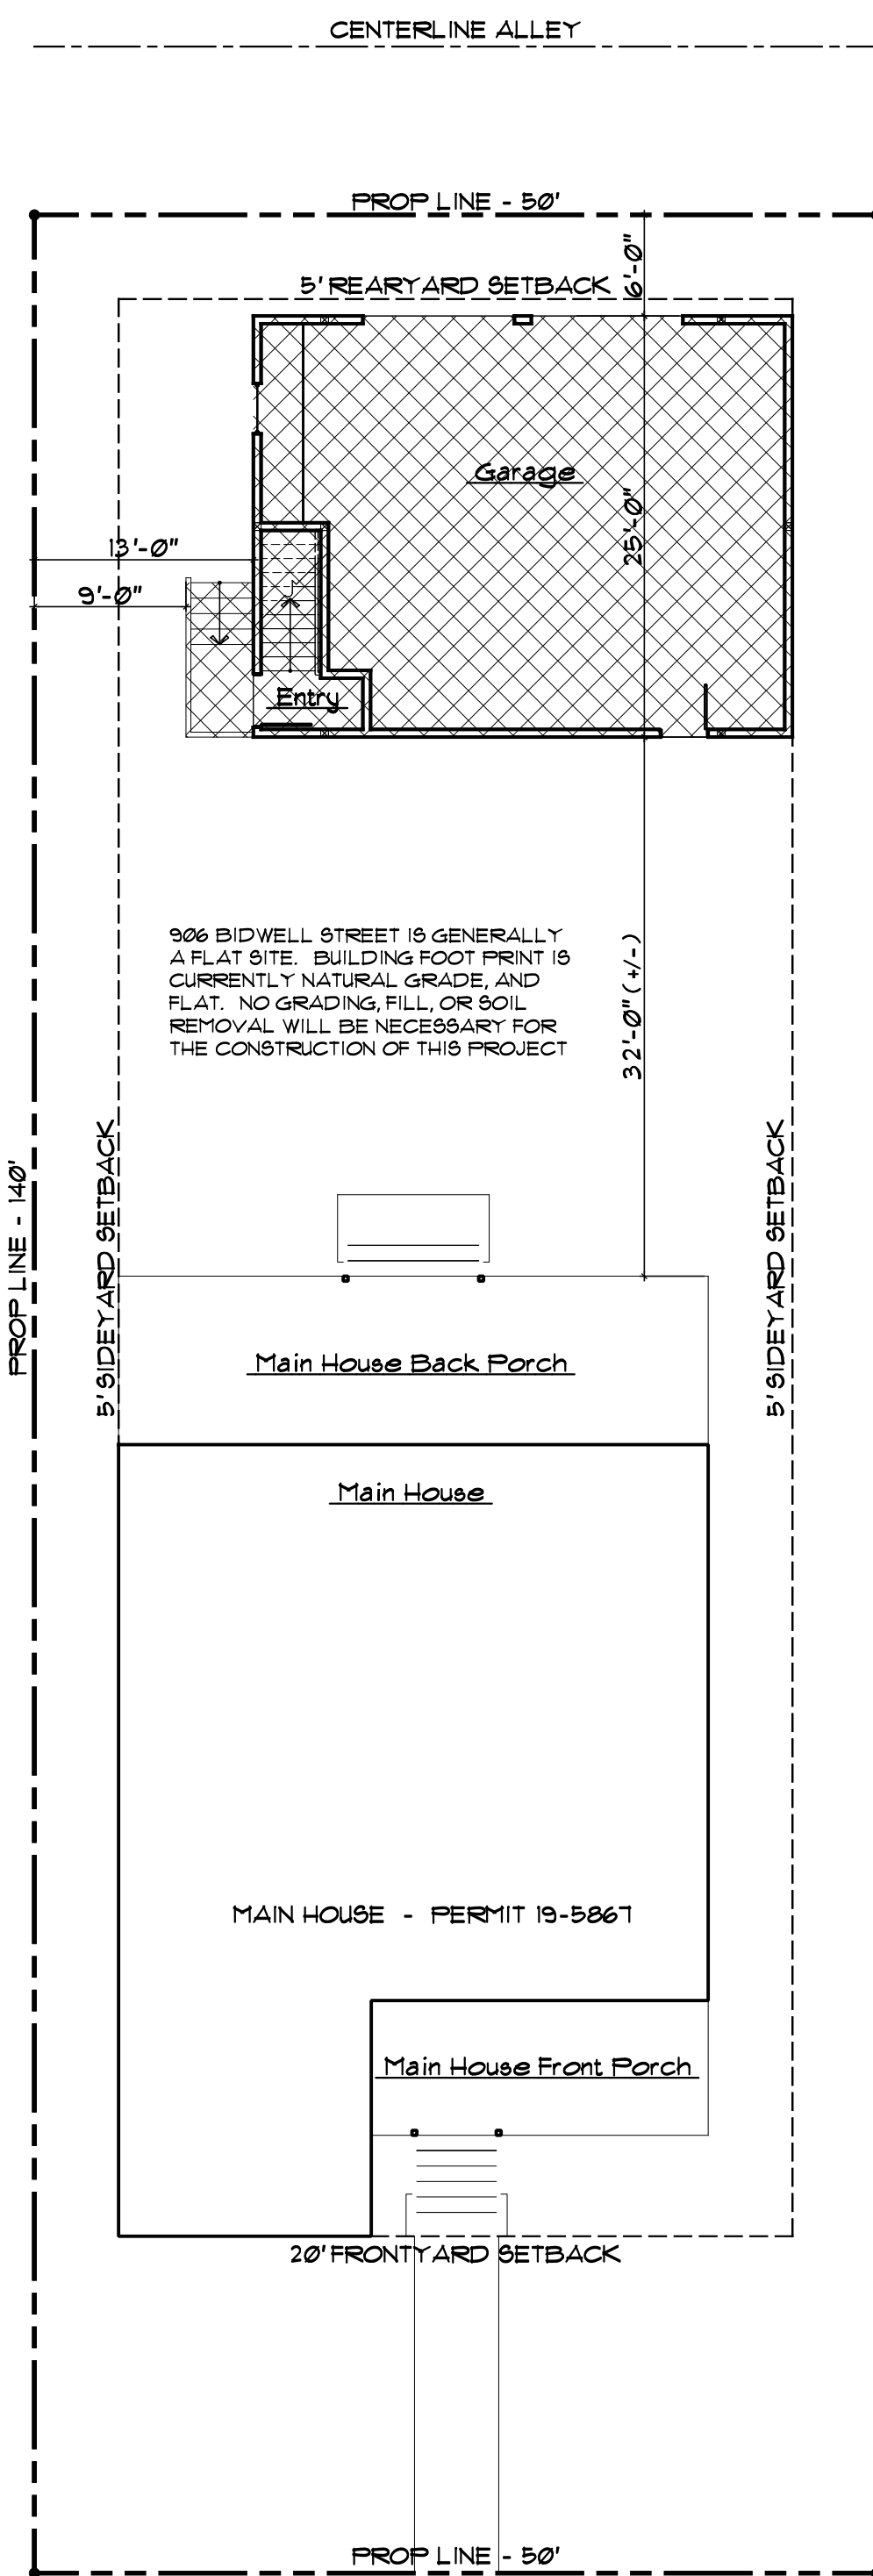 CENTERLINE ALLEY
PROP LINE - 50'
6'-0"
5' REARYARD SETBACK
Garage
25'-0"
13'-0"
9'-0"
Entry
906 BIDWELL STREET IS GENERALLY
A FLAT SITE. BUILDING FOOT PRINT IS
CURRENTLY NATURAL GRADE, AND
FLAT. NO GRADING, FILL, OR SOIL
REMOVAL WILL BE NECESSARY FOR
THE CONSTRUCTION OF THIS PROJECT
32'-0" (+/-)
PROP LINE - 140'
5' SIDEYARD SETBACK
5' SIDEYARD SETBACK
Main House Back Porch
Main House
MAIN HOUSE - PERMIT 19-5867
Main House Front Porch
20' FRONTYARD SETBACK
PROP LINE - 50'